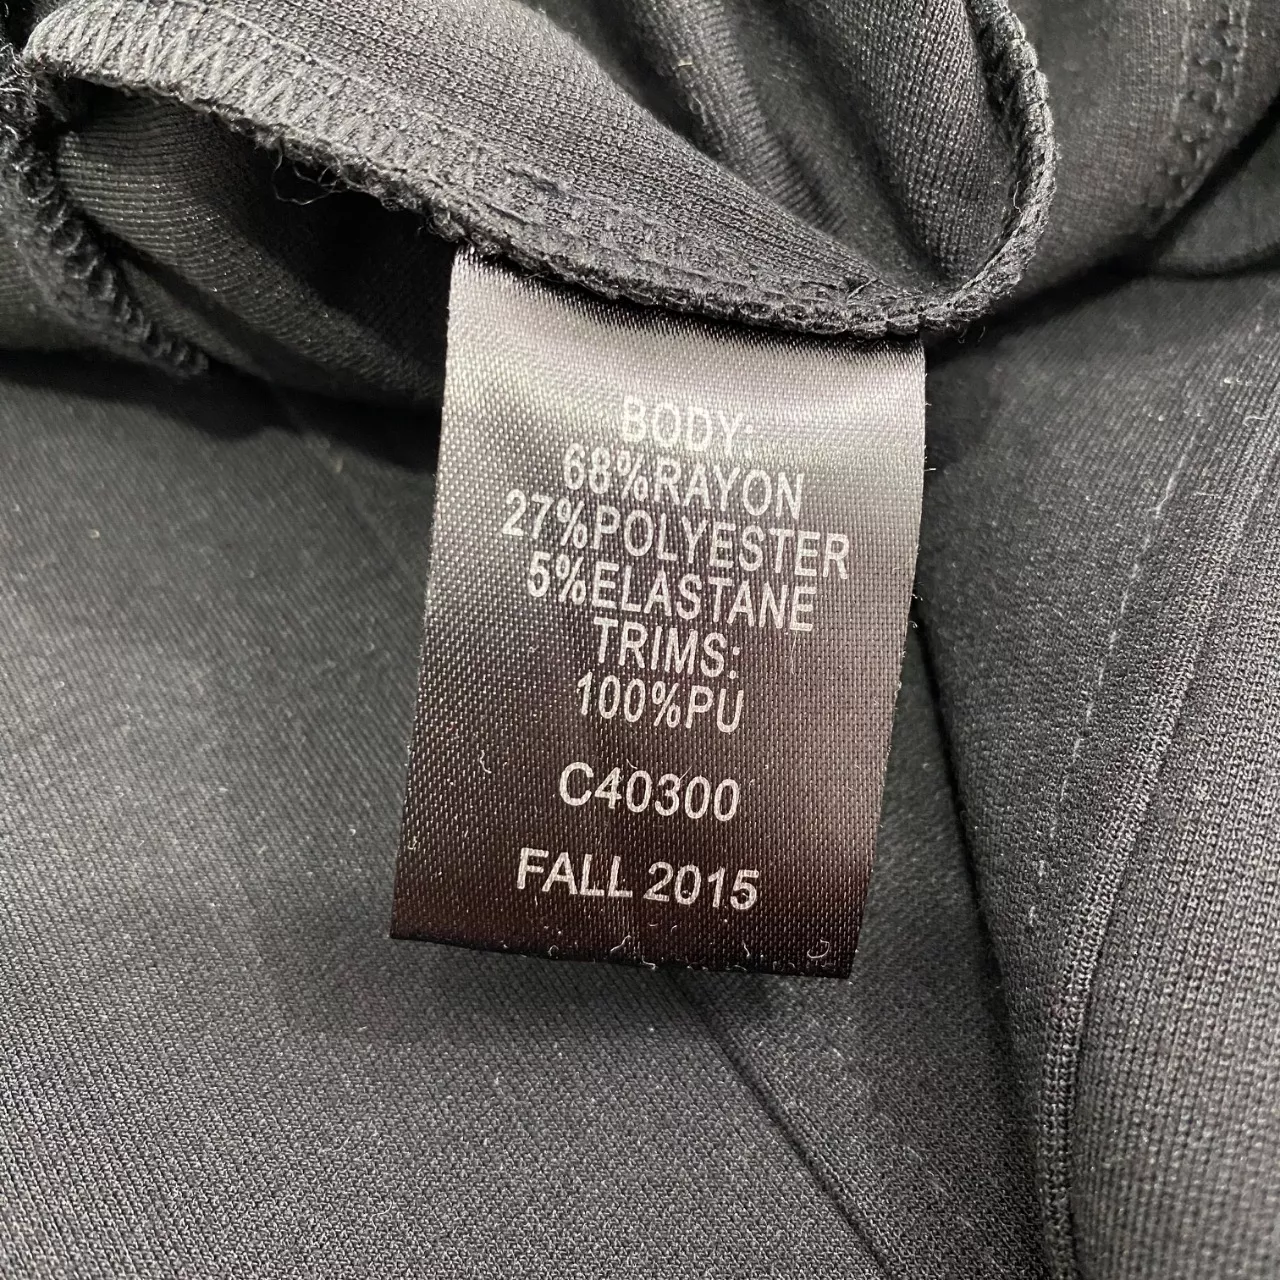 BODY:
68%RAYON
27%POLYESTER
5%ELASTANE
TRIMS:
100%PU
C40300
FALL 2015